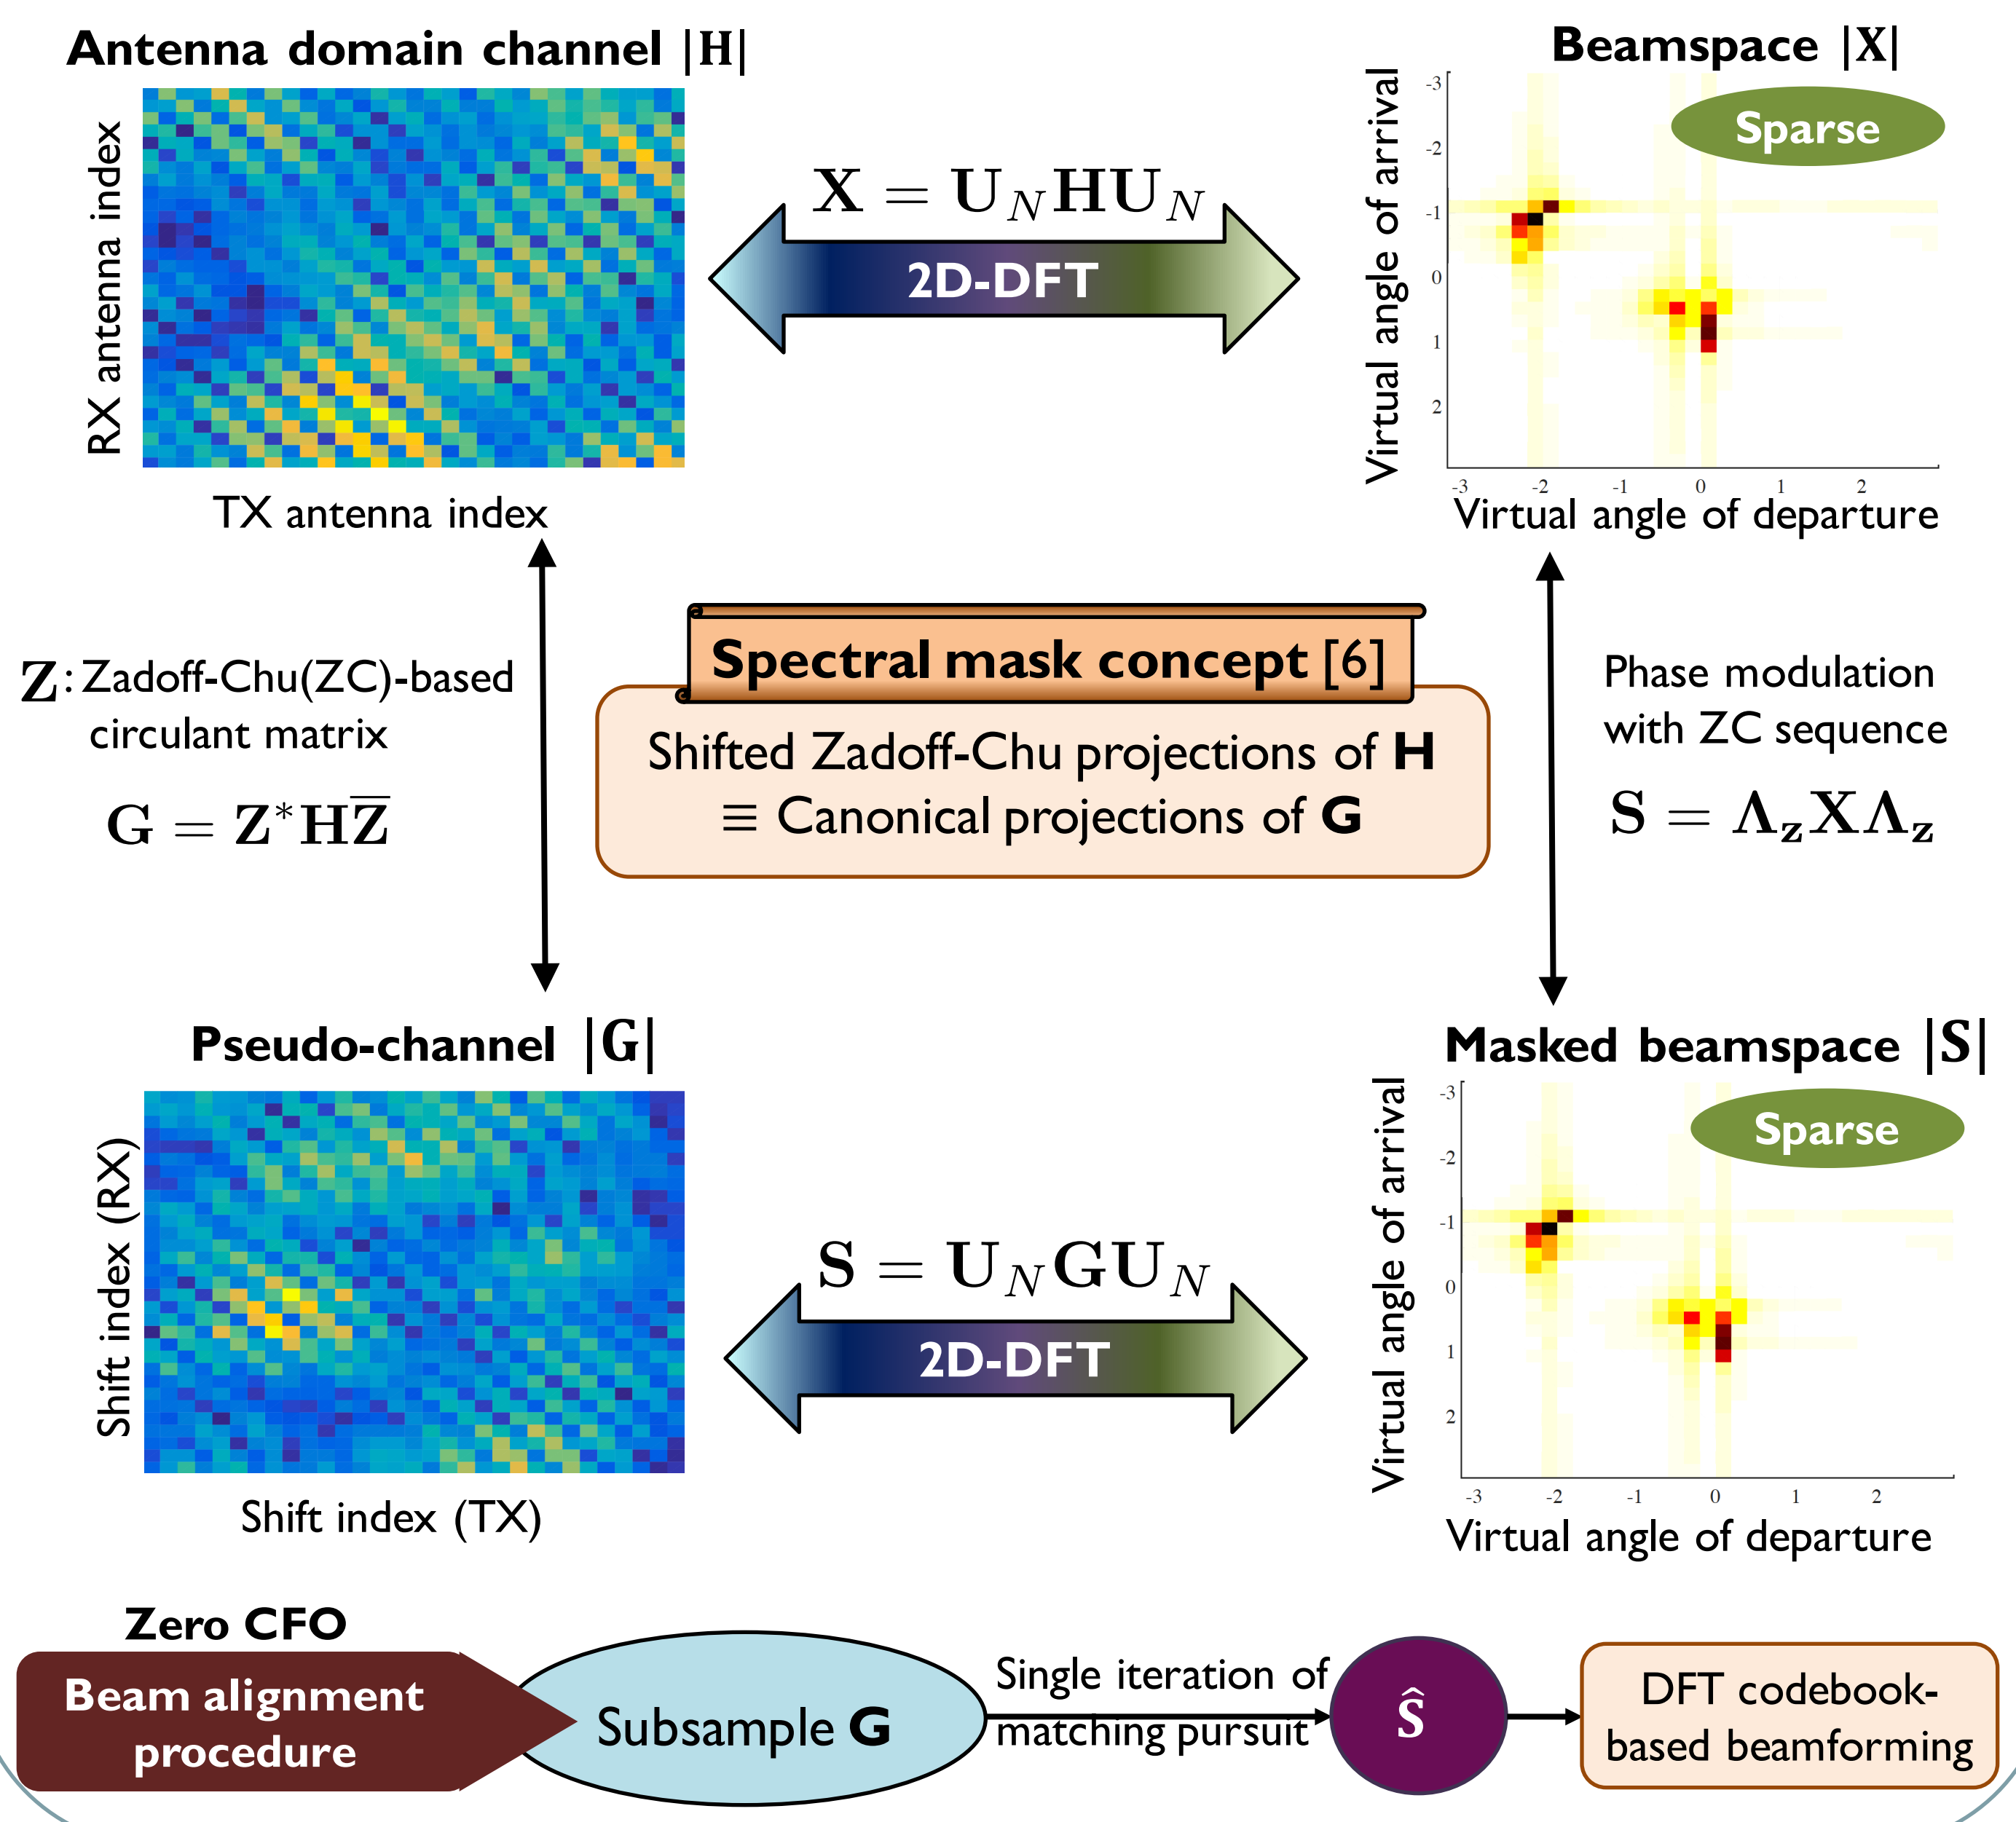 Antenna domain channel |H|
RX antenna index
TX antenna index
X = U_N H U_N
2D-DFT
Beamspace |X|
Sparse
Virtual angle of arrival
-3
-2
-1
0
1
2
-3 -2 -1 0 1 2
Virtual angle of departure
Z: Zadoff-Chu(ZC)-based
circulant matrix
G = Z* H Z̅
Spectral mask concept [6]
Shifted Zadoff-Chu projections of H
≡ Canonical projections of G
Phase modulation
with ZC sequence
S = Λ_z X Λ_z
Pseudo-channel |G|
Shift index (RX)
Shift index (TX)
S = U_N G U_N
2D-DFT
Masked beamspace |S|
Sparse
Virtual angle of arrival
-3
-2
-1
0
1
2
-3 -2 -1 0 1 2
Virtual angle of departure
Zero CFO
Beam alignment
procedure
Subsample G
Single iteration of
matching pursuit
Ŝ
DFT codebook-
based beamforming